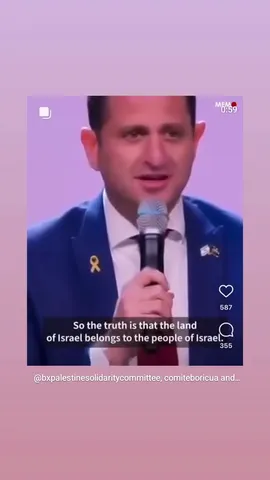 MEMO
0:59
So the truth is that the land
of Israel belongs to the people of Israel.
587
355
@bxpalestinesolidaritycommittee, comiteboricua and..